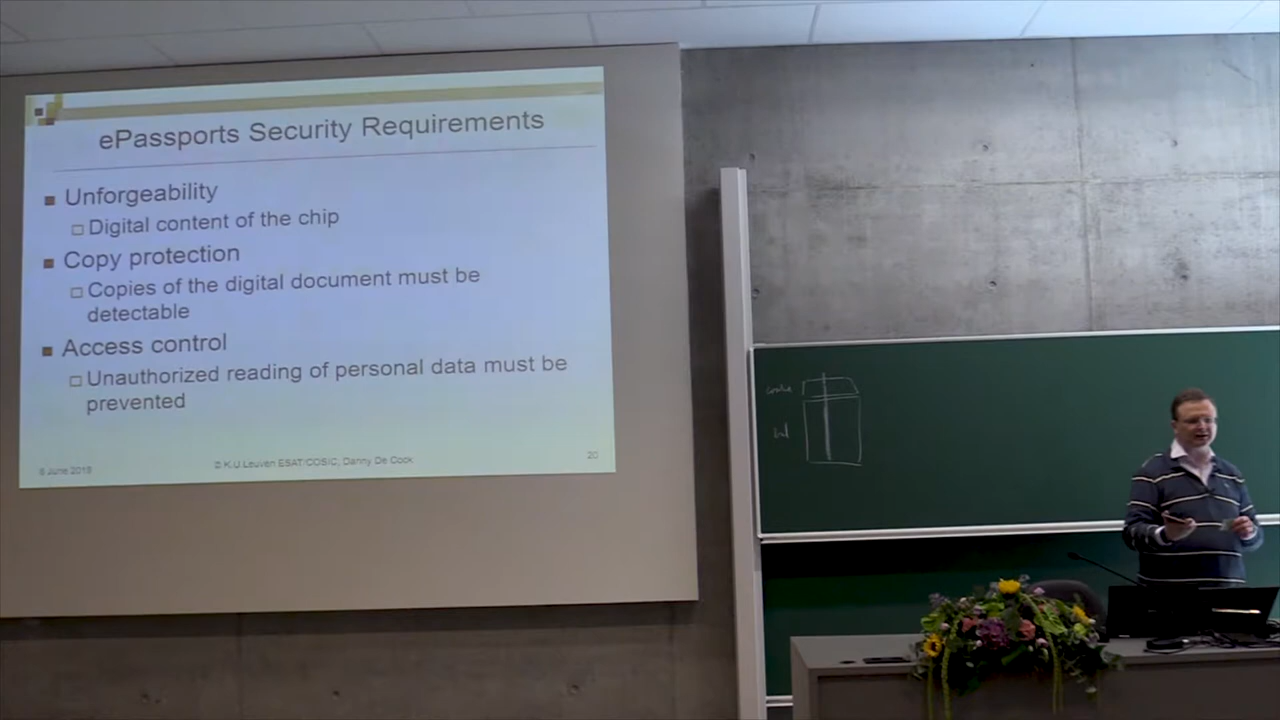 ePassports Security Requirements
Unforgeability
Digital content of the chip
Copy protection
Copies of the digital document must be
detectable
Access control
Unauthorized reading of personal data must be
prevented
© K.U.Leuven ESAT/COSIC, Danny De Cock
20